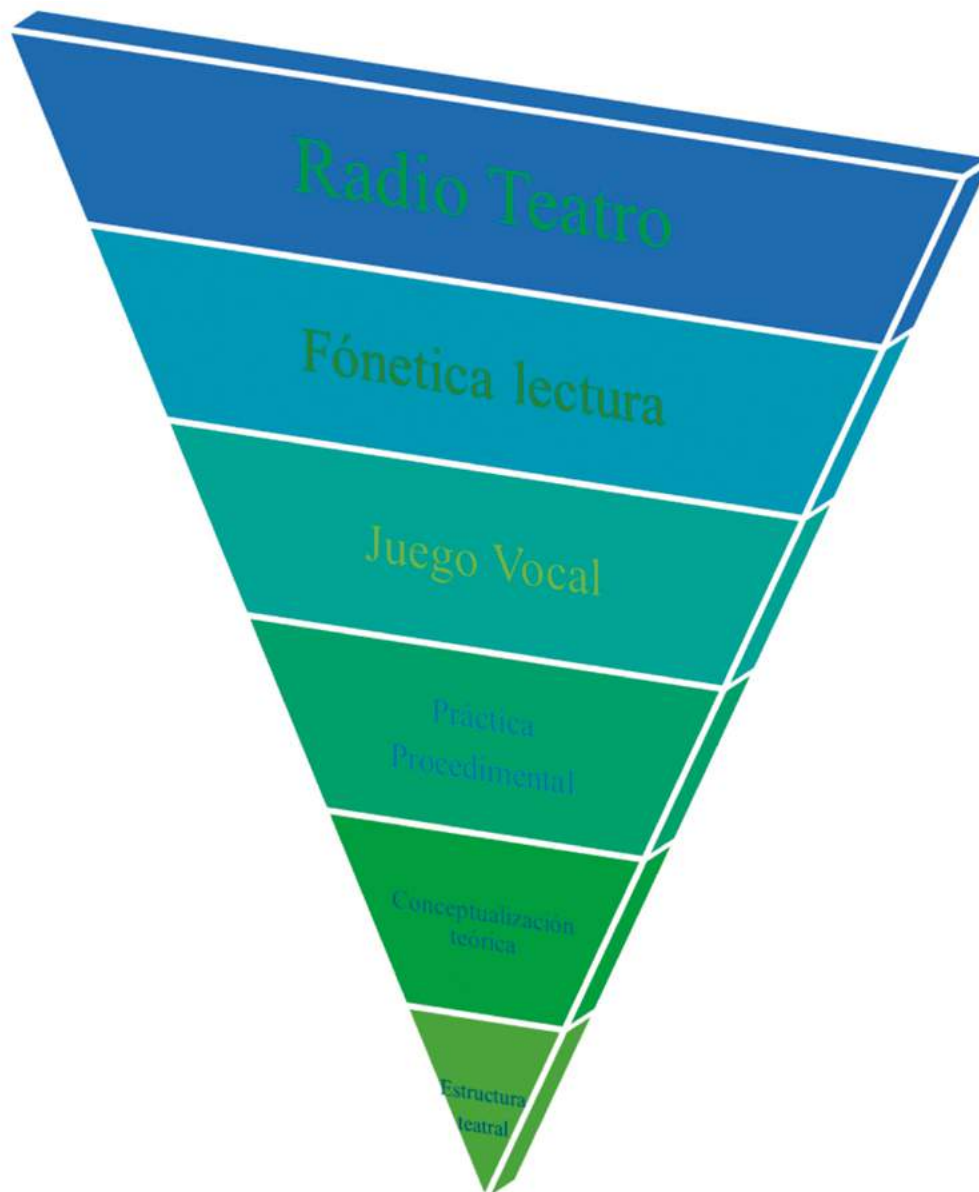 Radio Teatro
Fónetica lectura
Juego Vocal
Práctica
Procedimental
Conceptualización
teórica
Estructura
teatral